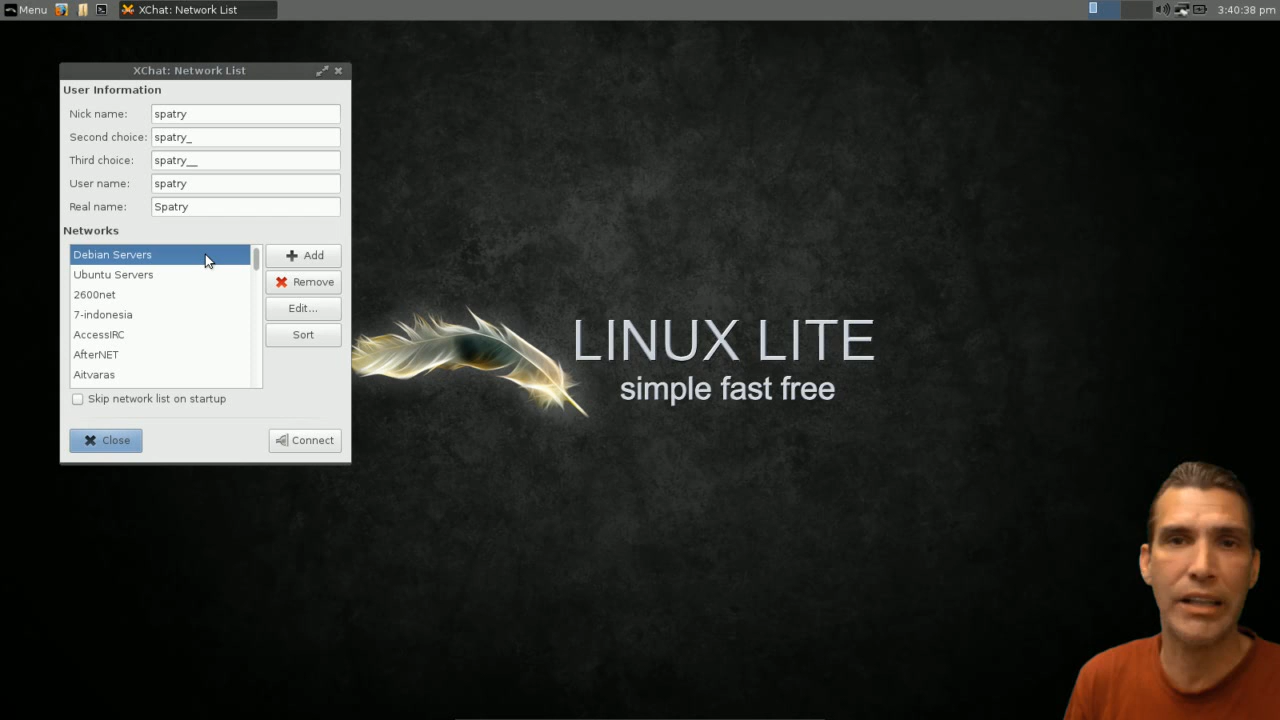 Menu
XChat: Network List
3:40:38 pm
XChat: Network List
User Information
Nick name: spatry
Second choice: spatry_
Third choice: spatry__
User name: spatry
Real name: Spatry
Networks
Debian Servers
Ubuntu Servers
2600net
7-indonesia
AccessIRC
AfterNET
Aitvaras
Add
Remove
Edit...
Sort
Skip network list on startup
Close
Connect
LINUX LITE
simple fast free